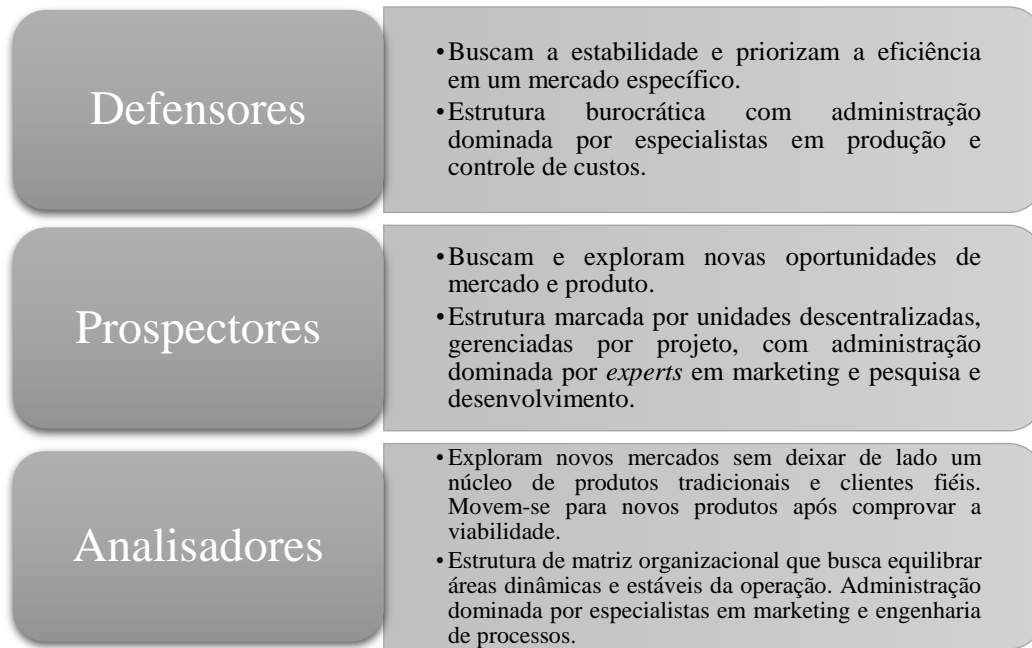 Defensores
•Buscam a estabilidade e priorizam a eficiência
em um mercado específico.
•Estrutura burocrática com administração
dominada por especialistas em produção e
controle de custos.
Prospectores
•Buscam e exploram novas oportunidades de
mercado e produto.
•Estrutura marcada por unidades descentralizadas,
gerenciadas por projeto, com administração
dominada por experts em marketing e pesquisa e
desenvolvimento.
Analisadores
•Exploram novos mercados sem deixar de lado um
núcleo de produtos tradicionais e clientes fiéis.
Movem-se para novos produtos após comprovar a
viabilidade.
•Estrutura de matriz organizacional que busca equilibrar
áreas dinâmicas e estáveis da operação. Administração
dominada por especialistas em marketing e engenharia
de processos.